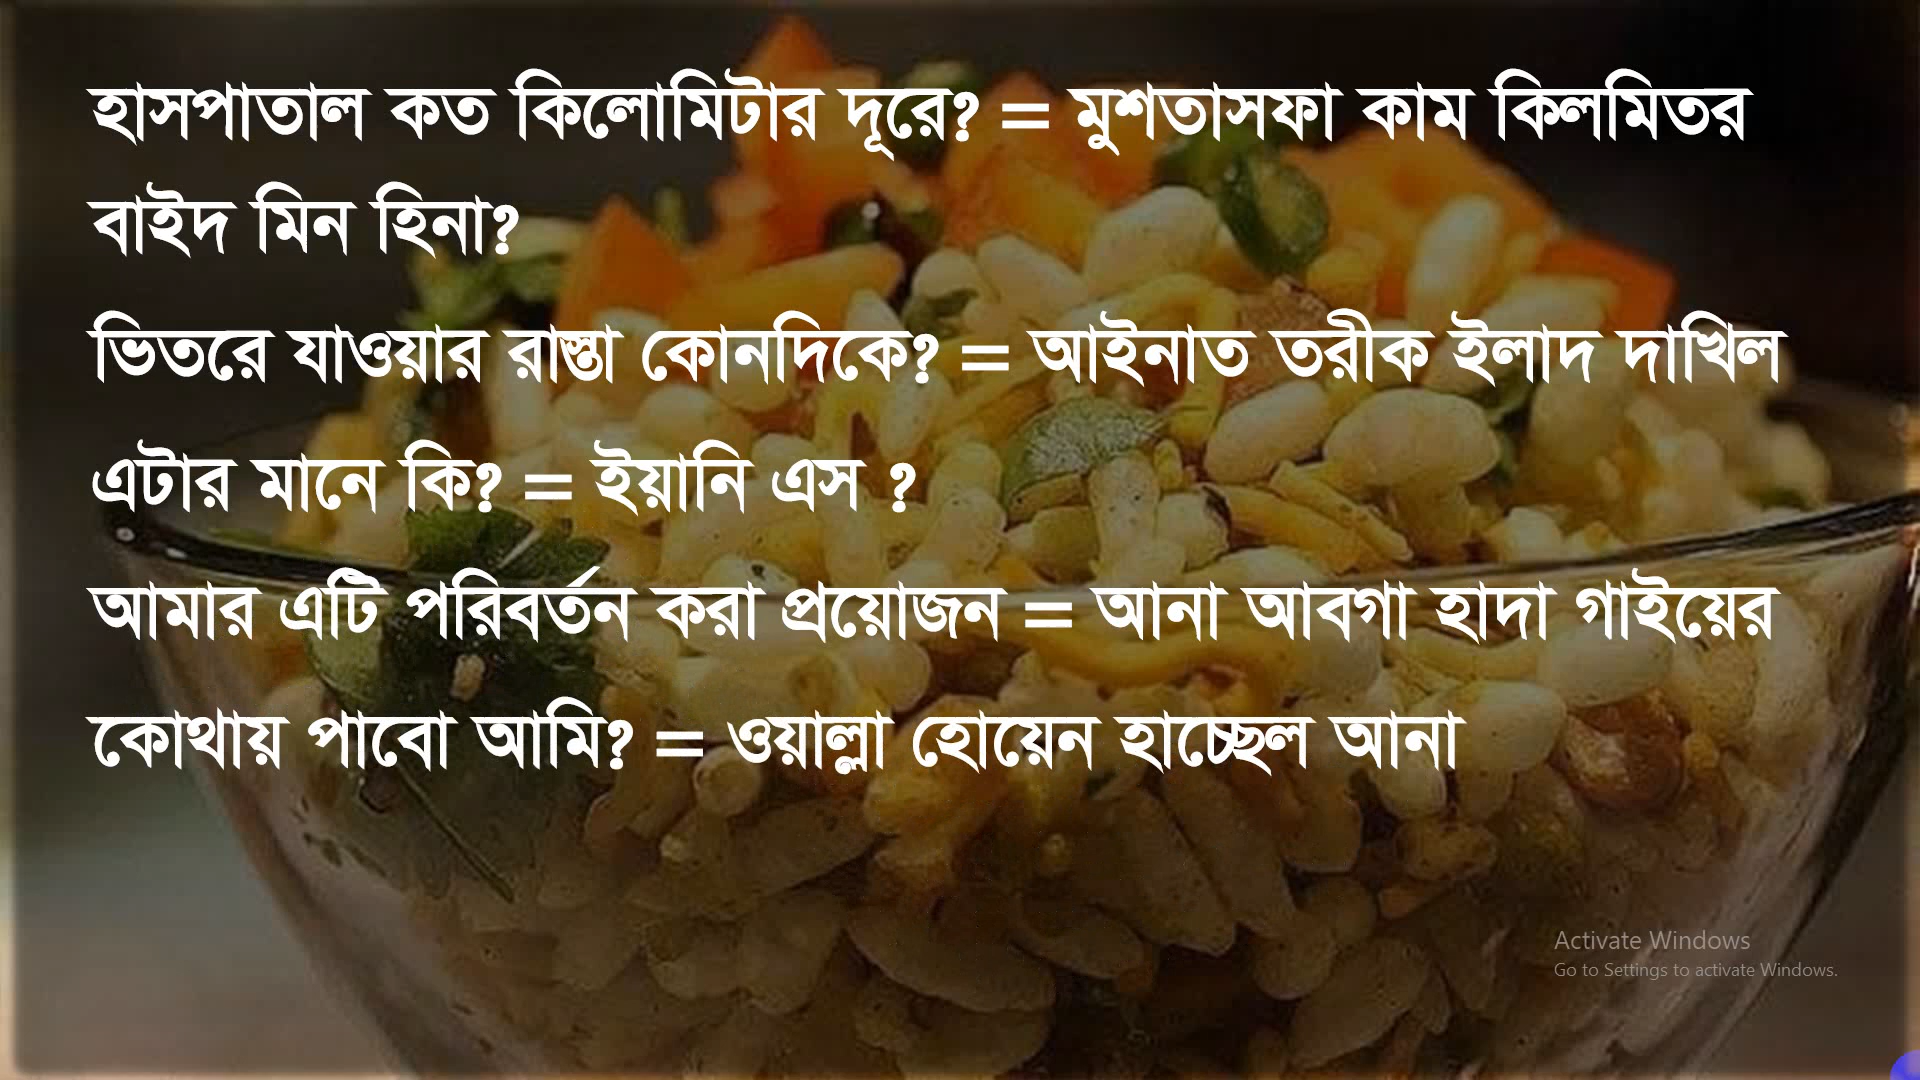 হাসপাতাল কত কিলোমিটার দূরে? = মুশতাসফা কাম কিলমিতর
বাইদ মিন হিনা?
ভিতরে যাওয়ার রাস্তা কোনদিকে? = আইনাত তরীক ইলাদ দাখিল
এটার মানে কি? = ইয়ানি এস ?
আমার এটি পরিবর্তন করা প্রয়োজন = আনা আবগা হাদা গাইয়ের
কোথায় পাবো আমি? = ওয়াল্লা হোয়েন হাচ্ছেল আনা
Activate Windows
Go to Settings to activate Windows.